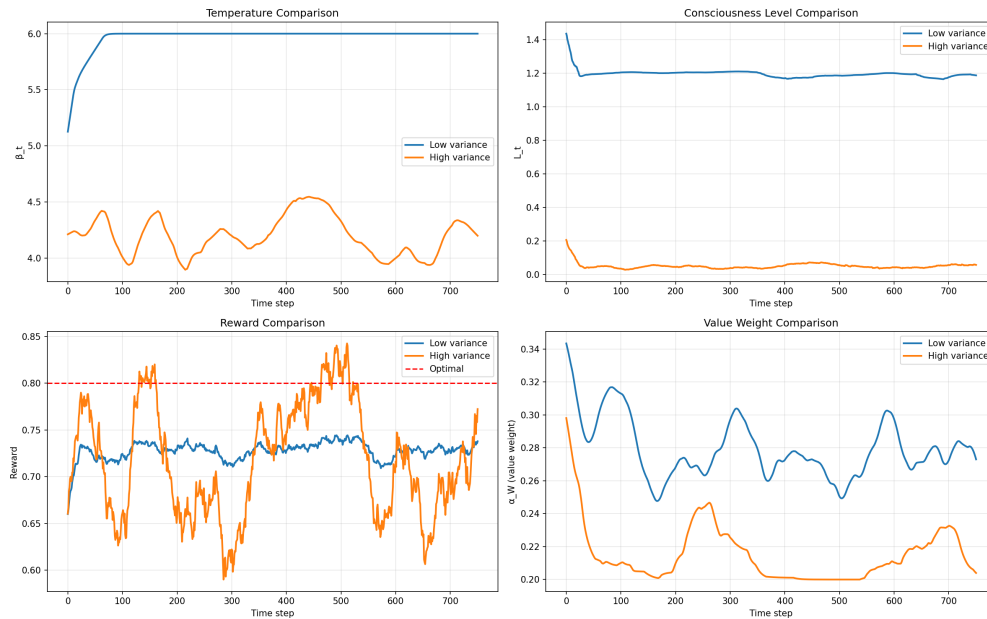 Temperature Comparison
6.0
5.5
5.0
4.5
4.0
β_t
0
100
200
300
400
500
600
700
Time step
Low variance
High variance
Consciousness Level Comparison
1.4
1.2
1.0
0.8
0.6
0.4
0.2
0.0
L_t
0
100
200
300
400
500
600
700
Time step
Low variance
High variance
Reward Comparison
0.85
0.80
0.75
0.70
0.65
0.60
Reward
0
100
200
300
400
500
600
700
Time step
Low variance
High variance
Optimal
Value Weight Comparison
0.34
0.32
0.30
0.28
0.26
0.24
0.22
0.20
α_W (value weight)
0
100
200
300
400
500
600
700
Time step
Low variance
High variance